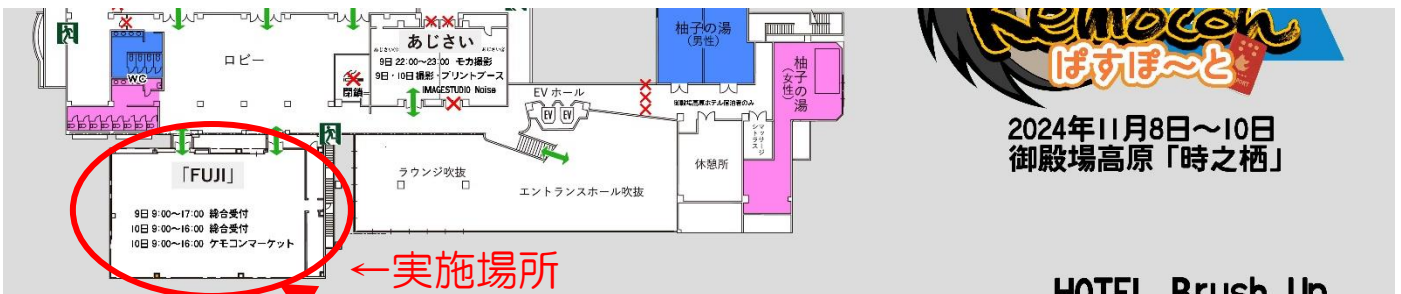 ロビー
WC
あじさい
9日 22:00～23:00 モカ撮影
9日・10日 撮影・プリントブース
IMAGESTUDIO Noise
閉鎖
EVホール
EV EV
柚子の湯
(男性)
柚子の湯
(女性)
御殿場高原ホテル宿泊者のみ
マッサージ
シトラス
休憩所
「FUJI」
9日 9:00～17:00 総合受付
10日 9:00～16:00 総合受付
10日 9:00～16:00 ケモコンマーケット
ラウンジ吹抜
エントランスホール吹抜
←実施場所
Kemocon
ぱすぽ～と
2024年11月8日～10日
御殿場高原「時之栖」
HOTEL Brush Up